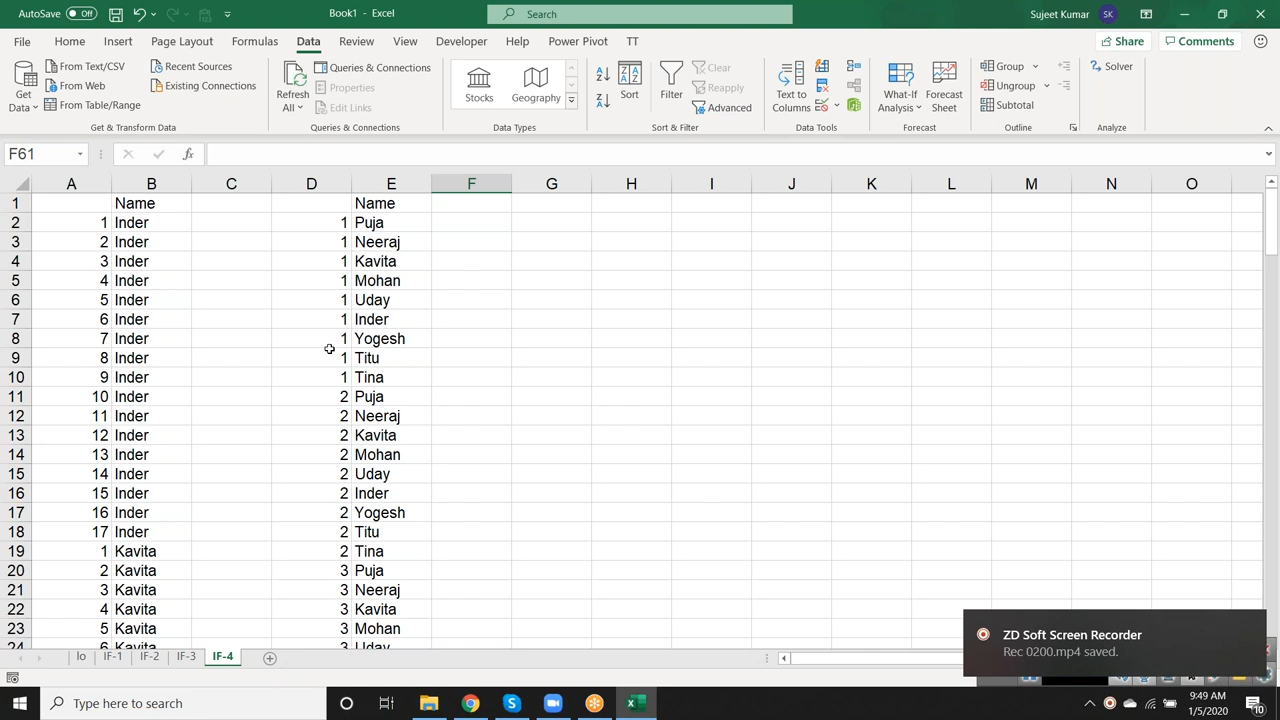 AutoSave Off Book1 - Excel Search Sujeet Kumar SK
File Home Insert Page Layout Formulas Data Review View Developer Help Power Pivot TT Share Comments
Get Data From Text/CSV From Web From Table/Range Recent Sources Existing Connections
Refresh All Queries & Connections Properties Edit Links
Stocks Geography
Sort Filter Clear Reapply Advanced
Text to Columns What-If Analysis Forecast Sheet
Group Ungroup Subtotal Solver
Get & Transform Data Queries & Connections Data Types Sort & Filter Data Tools Forecast Outline Analyze
F61 fx
A B C D E F G H I J K L M N O
1 Name Name
2 1 Inder 1 Puja
3 2 Inder 1 Neeraj
4 3 Inder 1 Kavita
5 4 Inder 1 Mohan
6 5 Inder 1 Uday
7 6 Inder 1 Inder
8 7 Inder 1 Yogesh
9 8 Inder 1 Titu
10 9 Inder 1 Tina
11 10 Inder 2 Puja
12 11 Inder 2 Neeraj
13 12 Inder 2 Kavita
14 13 Inder 2 Mohan
15 14 Inder 2 Uday
16 15 Inder 2 Inder
17 16 Inder 2 Yogesh
18 17 Inder 2 Titu
19 1 Kavita 2 Tina
20 2 Kavita 3 Puja
21 3 Kavita 3 Neeraj
22 4 Kavita 3 Kavita
23 5 Kavita 3 Mohan
24 6 Kavita 3 Uday
ZD Soft Screen Recorder
Rec 0200.mp4 saved.
lo IF-1 IF-2 IF-3 IF-4
Type here to search 9:49 AM
1/5/2020